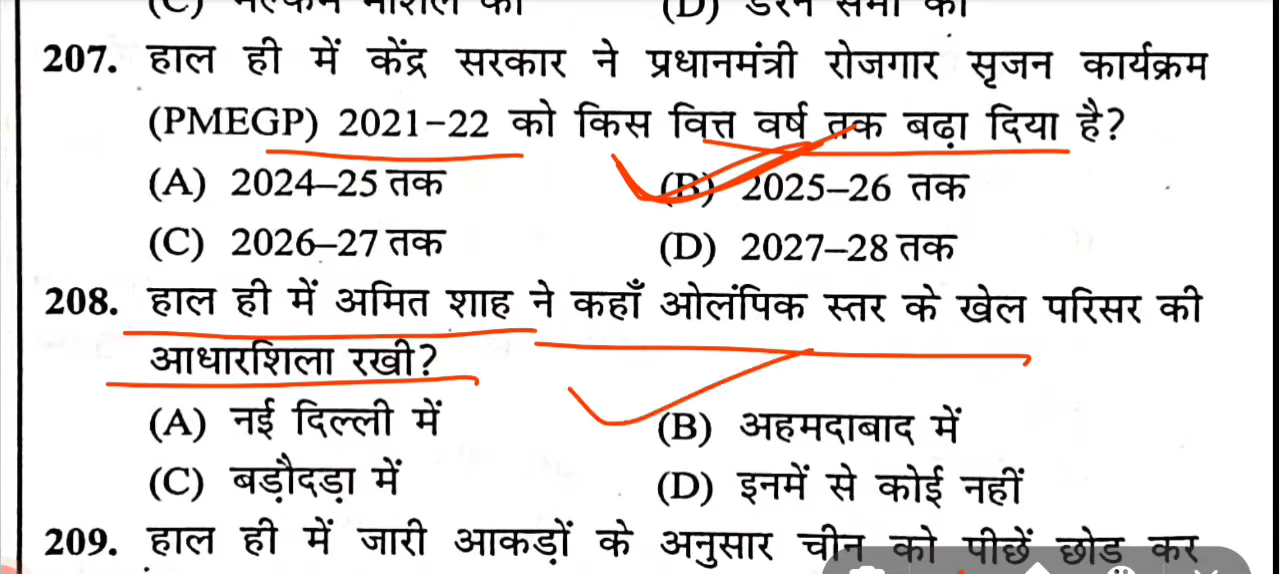 207. हाल ही में केंद्र सरकार ने प्रधानमंत्री रोजगार सृजन कार्यक्रम
(PMEGP) 2021-22 को किस वित्त वर्ष तक बढ़ा दिया है?
(A) 2024–25 तक (B) 2025–26 तक
(C) 2026–27 तक (D) 2027–28 तक
208. हाल ही में अमित शाह ने कहाँ ओलंपिक स्तर के खेल परिसर की
आधारशिला रखी?
(A) नई दिल्ली में (B) अहमदाबाद में
(C) बड़ौदड़ा में (D) इनमें से कोई नहीं
209. हाल ही में जारी आकड़ों के अनुसार चीन को पीछें छोड कर